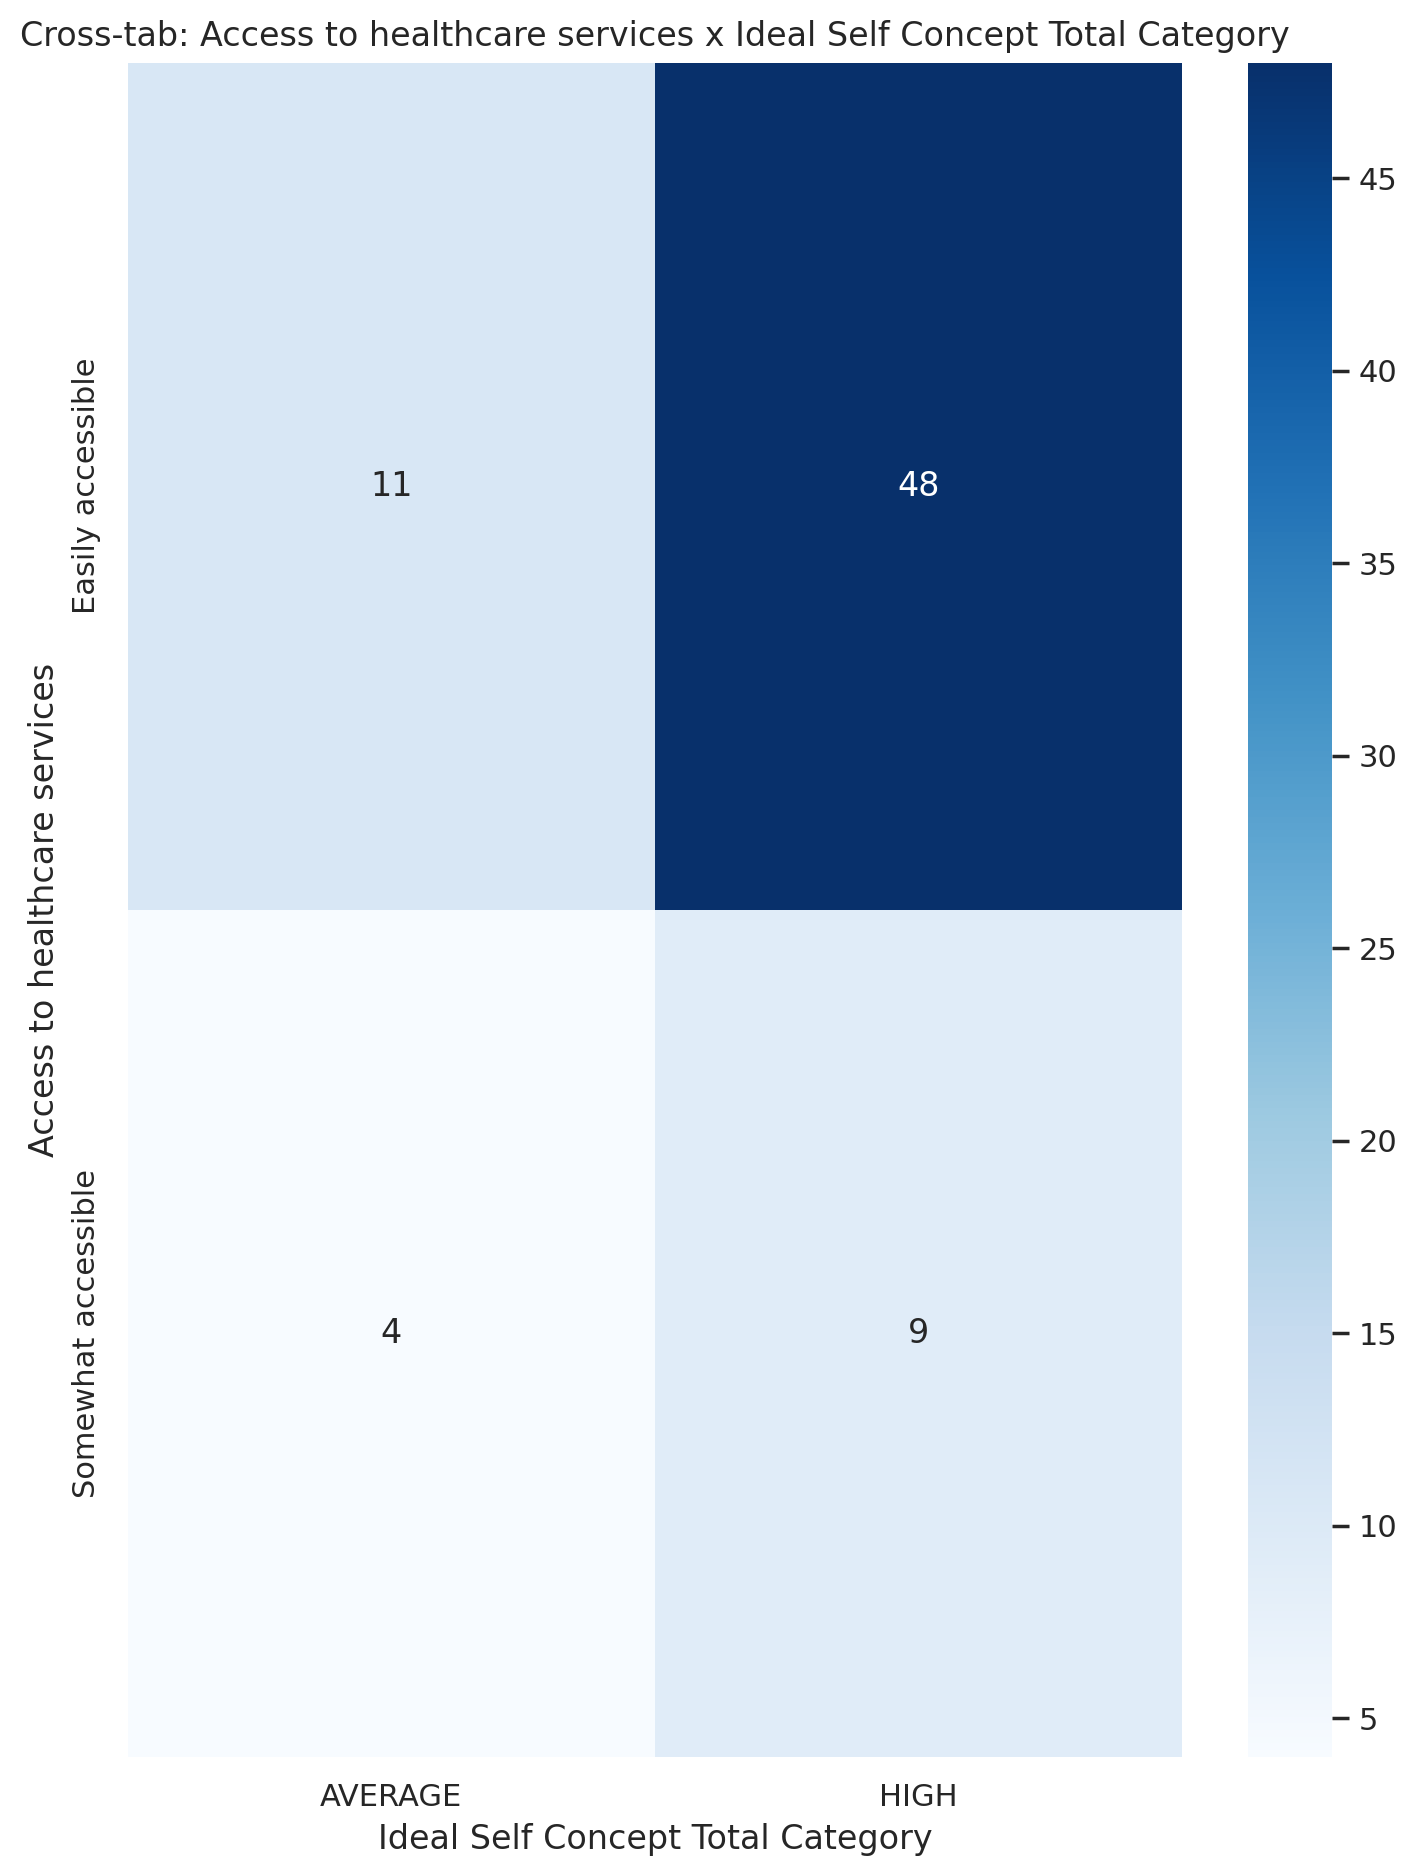 Cross-tab: Access to healthcare services x Ideal Self Concept Total Category
Access to healthcare services
Easily accessible
Somewhat accessible
11
48
4
9
AVERAGE
HIGH
Ideal Self Concept Total Category
45
40
35
30
25
20
15
10
5